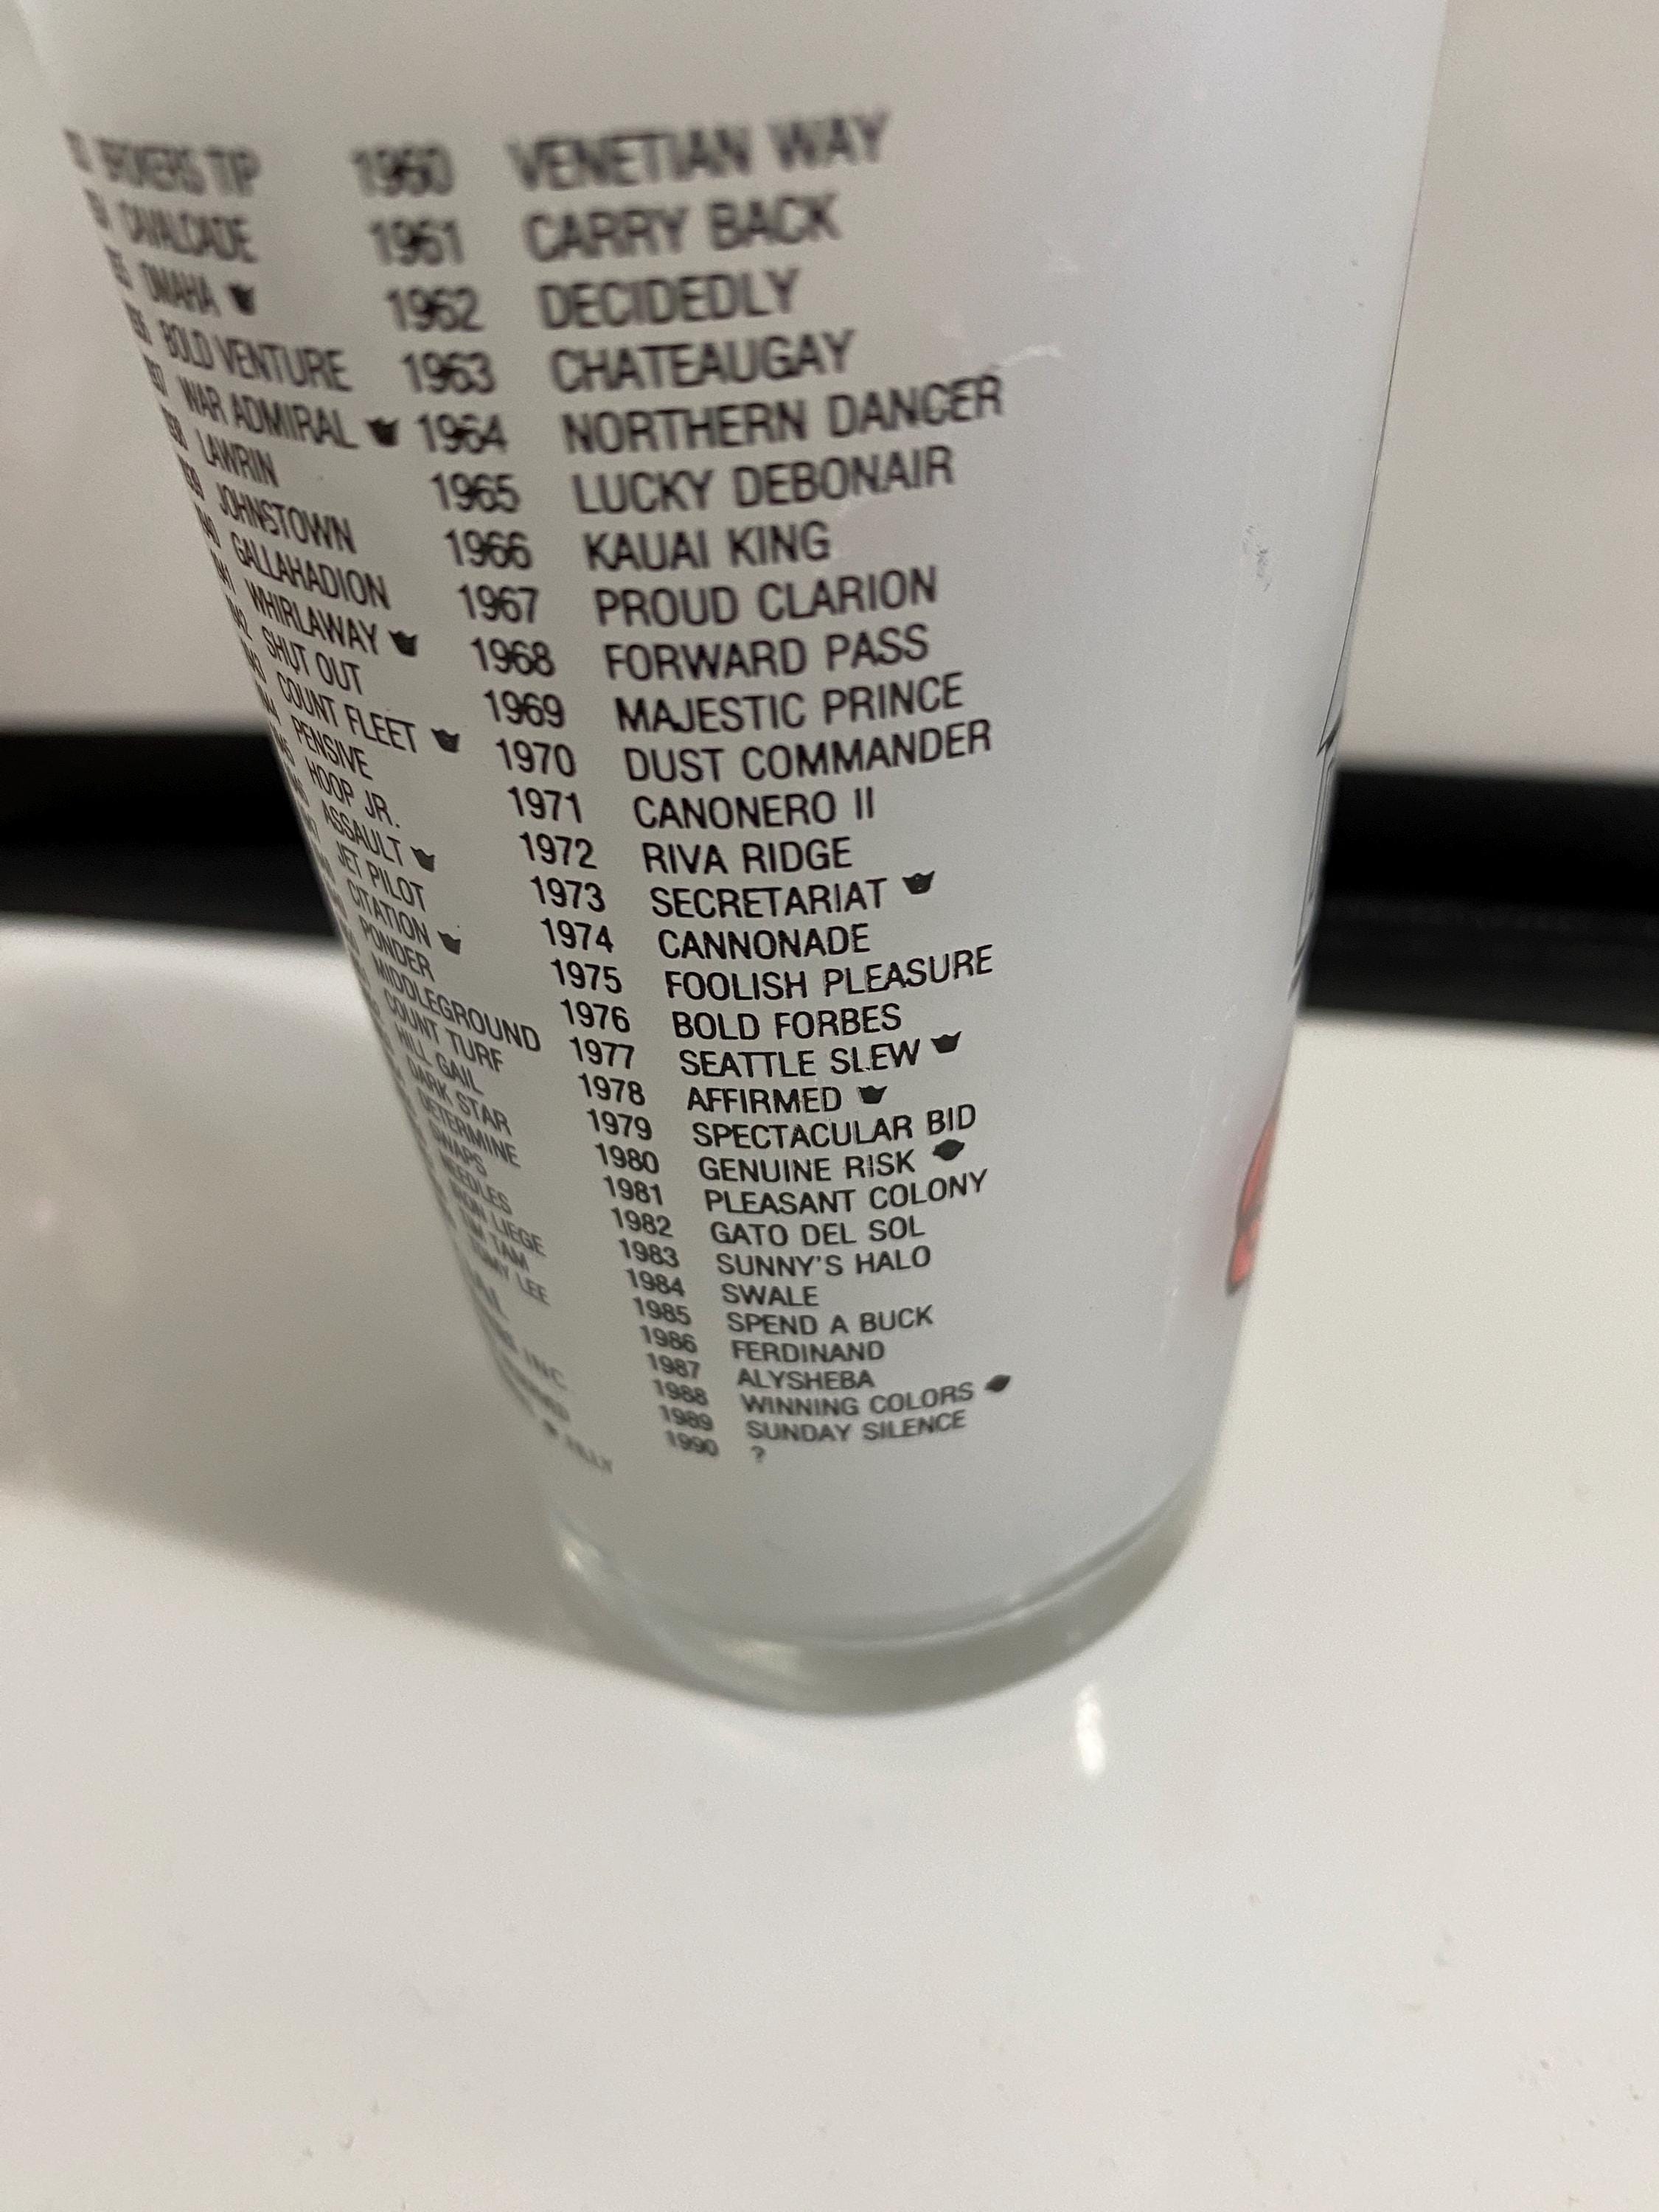 BROKERS TIP
CAVALCADE
OMAHA
BOLD VENTURE
WAR ADMIRAL
LAWRIN
JOHNSTOWN
GALLAHADION
WHIRLAWAY
SHUT OUT
COUNT FLEET
PENSIVE
HOOP JR.
ASSAULT
JET PILOT
CITATION
PONDER
MIDDLEGROUND
COUNT TURF
HILL GAIL
DARK STAR
DETERMINE
SWAPS
NEEDLES
IRON LIEGE
TIM TAM
TOMY LEE
INC
FILLY
1960 VENETIAN WAY
1961 CARRY BACK
1962 DECIDEDLY
1963 CHATEAUGAY
1964 NORTHERN DANCER
1965 LUCKY DEBONAIR
1966 KAUAI KING
1967 PROUD CLARION
1968 FORWARD PASS
1969 MAJESTIC PRINCE
1970 DUST COMMANDER
1971 CANONERO II
1972 RIVA RIDGE
1973 SECRETARIAT
1974 CANNONADE
1975 FOOLISH PLEASURE
1976 BOLD FORBES
1977 SEATTLE SLEW
1978 AFFIRMED
1979 SPECTACULAR BID
1980 GENUINE RISK
1981 PLEASANT COLONY
1982 GATO DEL SOL
1983 SUNNY'S HALO
1984 SWALE
1985 SPEND A BUCK
1986 FERDINAND
1987 ALYSHEBA
1988 WINNING COLORS
1989 SUNDAY SILENCE
1990 ?